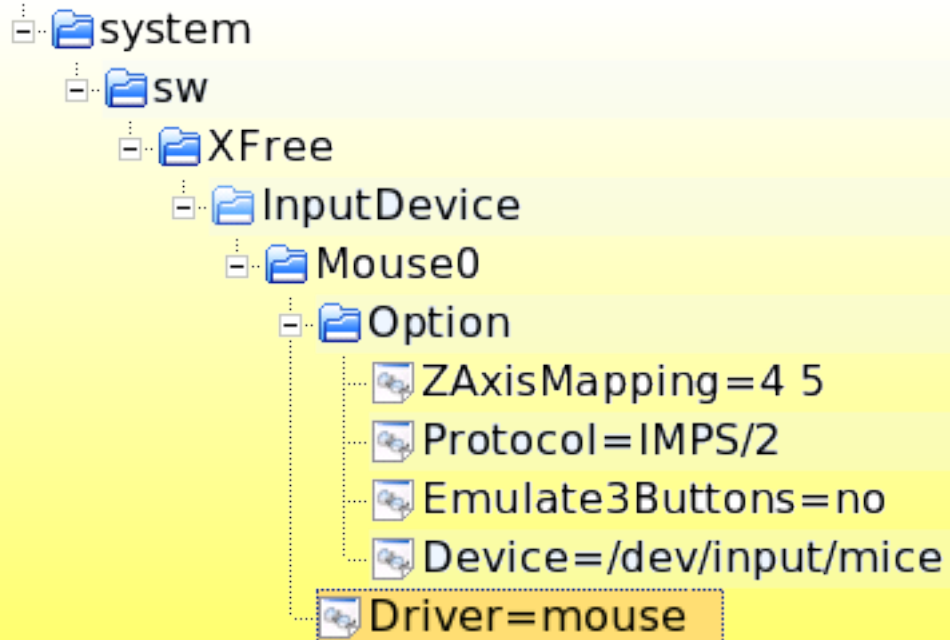 system
sw
XFree
InputDevice
Mouse0
Option
ZAxisMapping=4 5
Protocol=IMPS/2
Emulate3Buttons=no
Device=/dev/input/mice
Driver=mouse